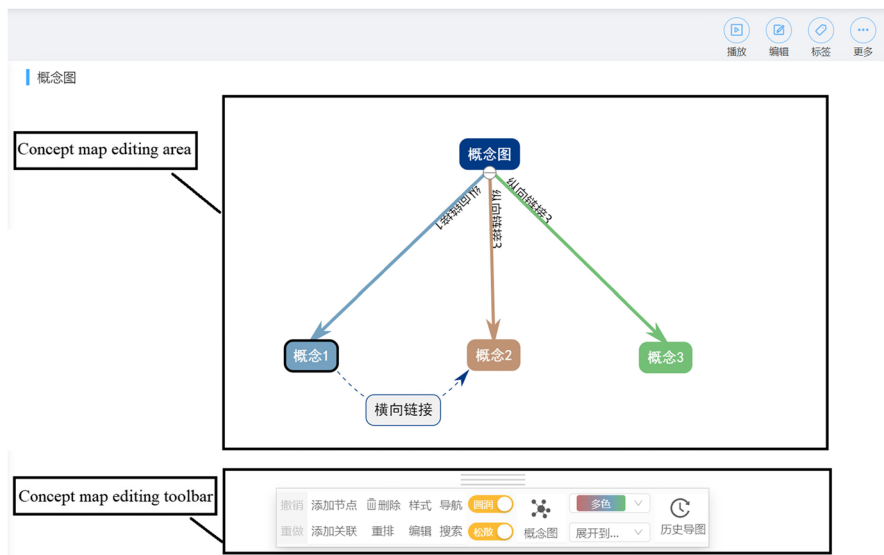 播放 编辑 标签 更多
概念图
Concept map editing area
概念图
纵向链接1
纵向链接3
纵向链接3
概念1
概念2
概念3
横向链接
Concept map editing toolbar
撤销 添加节点 删除 样式 导航 圆润 多色
重做 添加关联 重排 编辑 搜索 松散 概念图 展开到... 历史导图